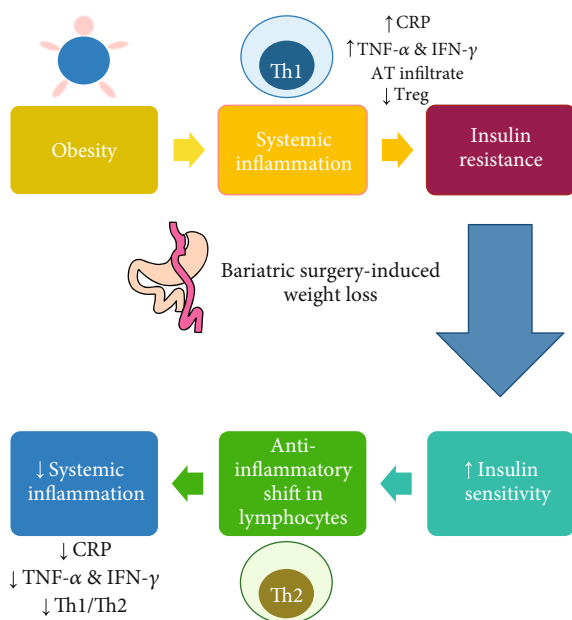 Th1
↑ CRP
↑ TNF-α & IFN-γ
AT infiltrate
↓ Treg
Obesity
Systemic
inflammation
Insulin
resistance
Bariatric surgery-induced
weight loss
↓ Systemic
inflammation
Anti-
inflammatory
shift in
lymphocytes
↑ Insulin
sensitivity
↓ CRP
↓ TNF-α & IFN-γ
↓ Th1/Th2
Th2